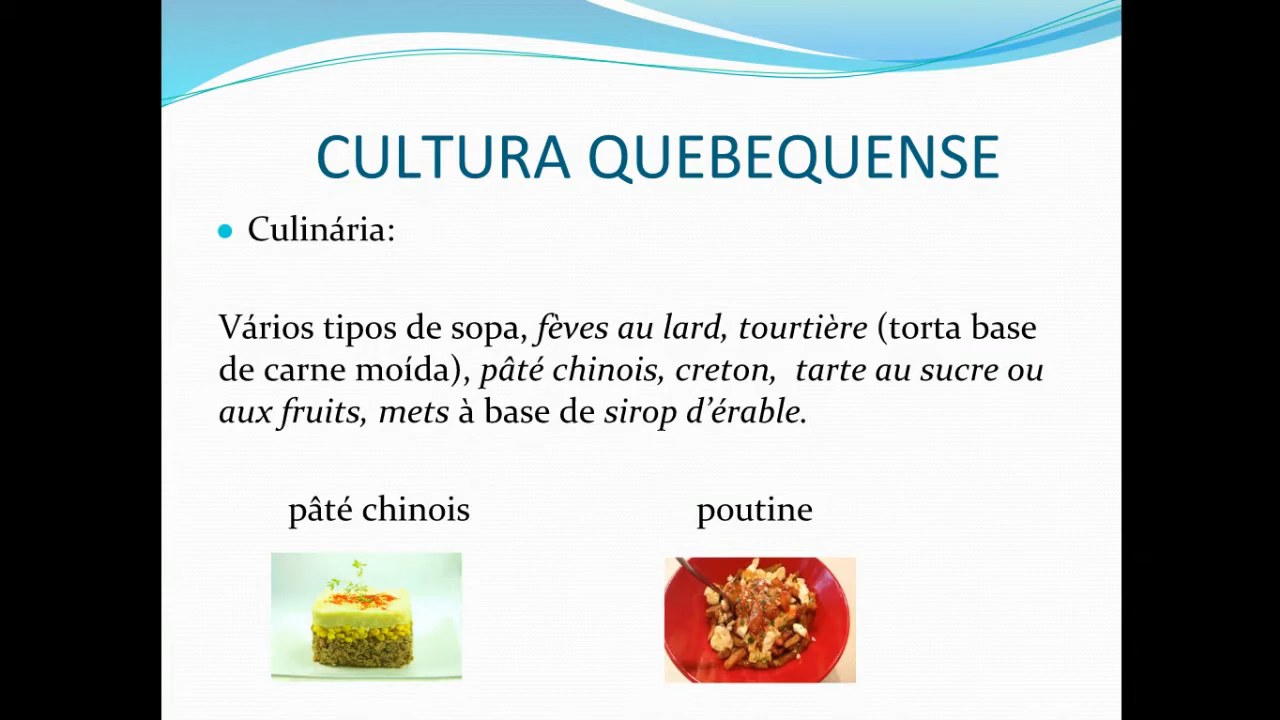 CULTURA QUEBEQUENSE
Culinária:
Vários tipos de sopa, fèves au lard, tourtière (torta base
de carne moída), pâté chinois, creton,  tarte au sucre ou
aux fruits, mets à base de sirop d’érable.
pâté chinois
poutine